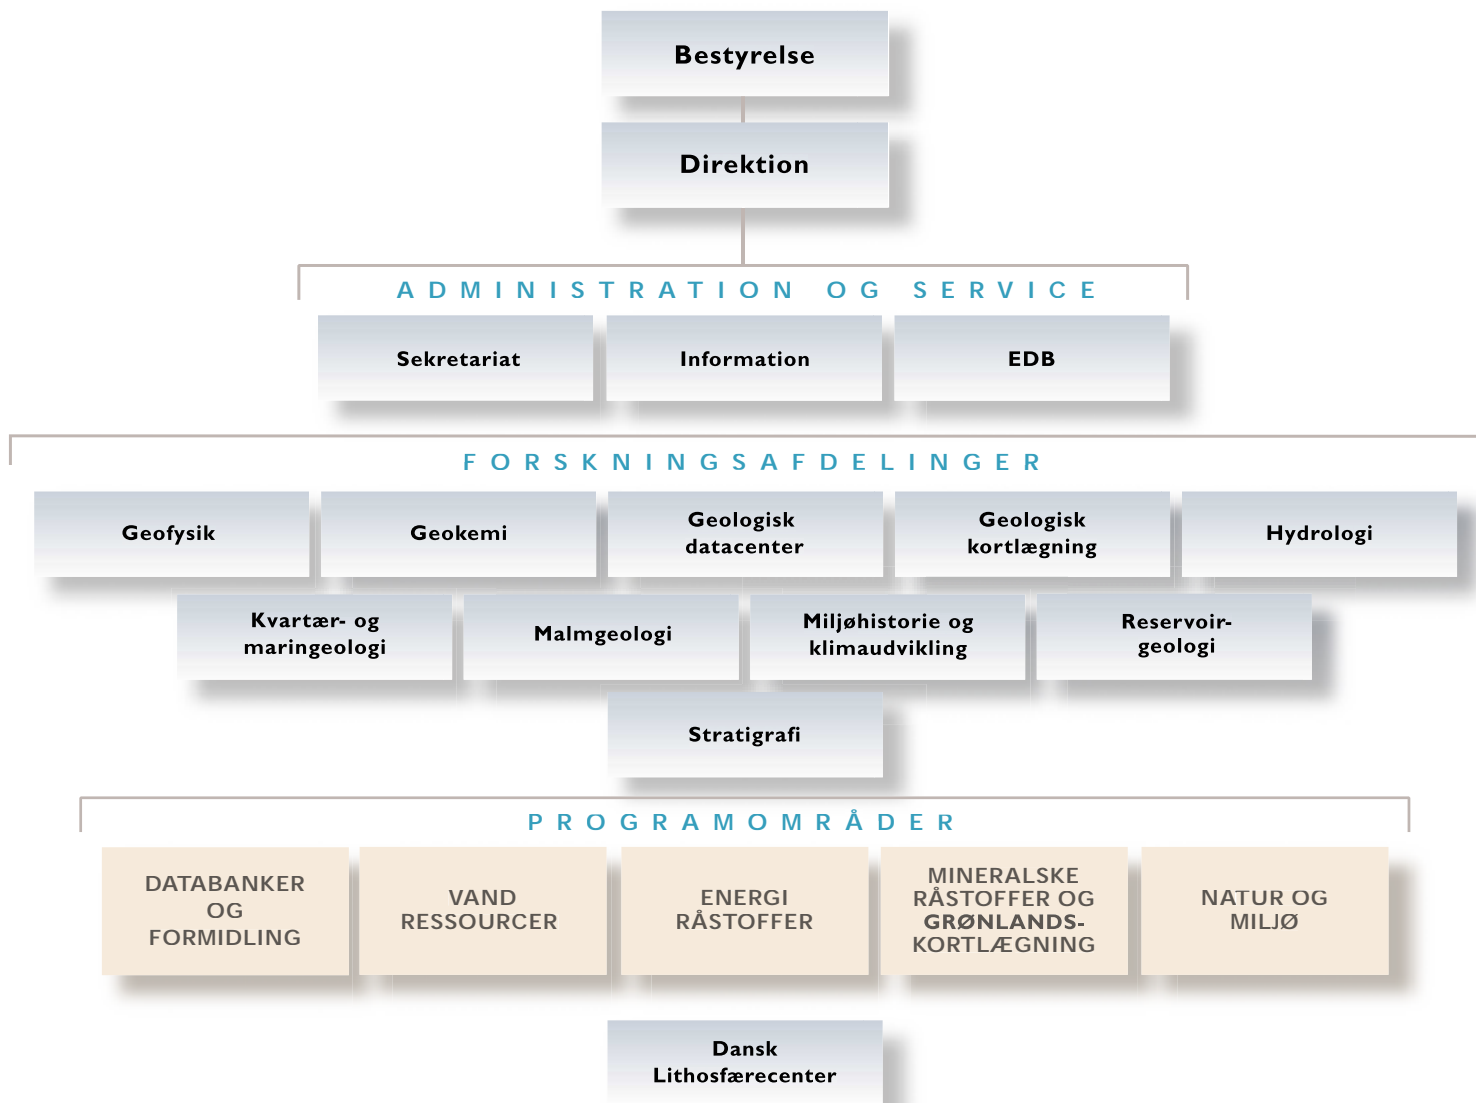 Bestyrelse
Direktion
ADMINISTRATION OG SERVICE
Sekretariat
Information
EDB
FORSKNINGSAFDELINGER
Geofysik
Geokemi
Geologisk
datacenter
Geologisk
kortlægning
Hydrologi
Kvartær- og
maringeologi
Malmgeologi
Miljøhistorie og
klimaudvikling
Reservoir-
geologi
Stratigrafi
PROGRAMOMRÅDER
DATABANKER
OG
FORMIDLING
VAND
RESSOURCER
ENERGI
RÅSTOFFER
MINERALSKE
RÅSTOFFER OG
GRØNLANDS-
KORTLÆGNING
NATUR OG
MILJØ
Dansk
Lithosfærecenter